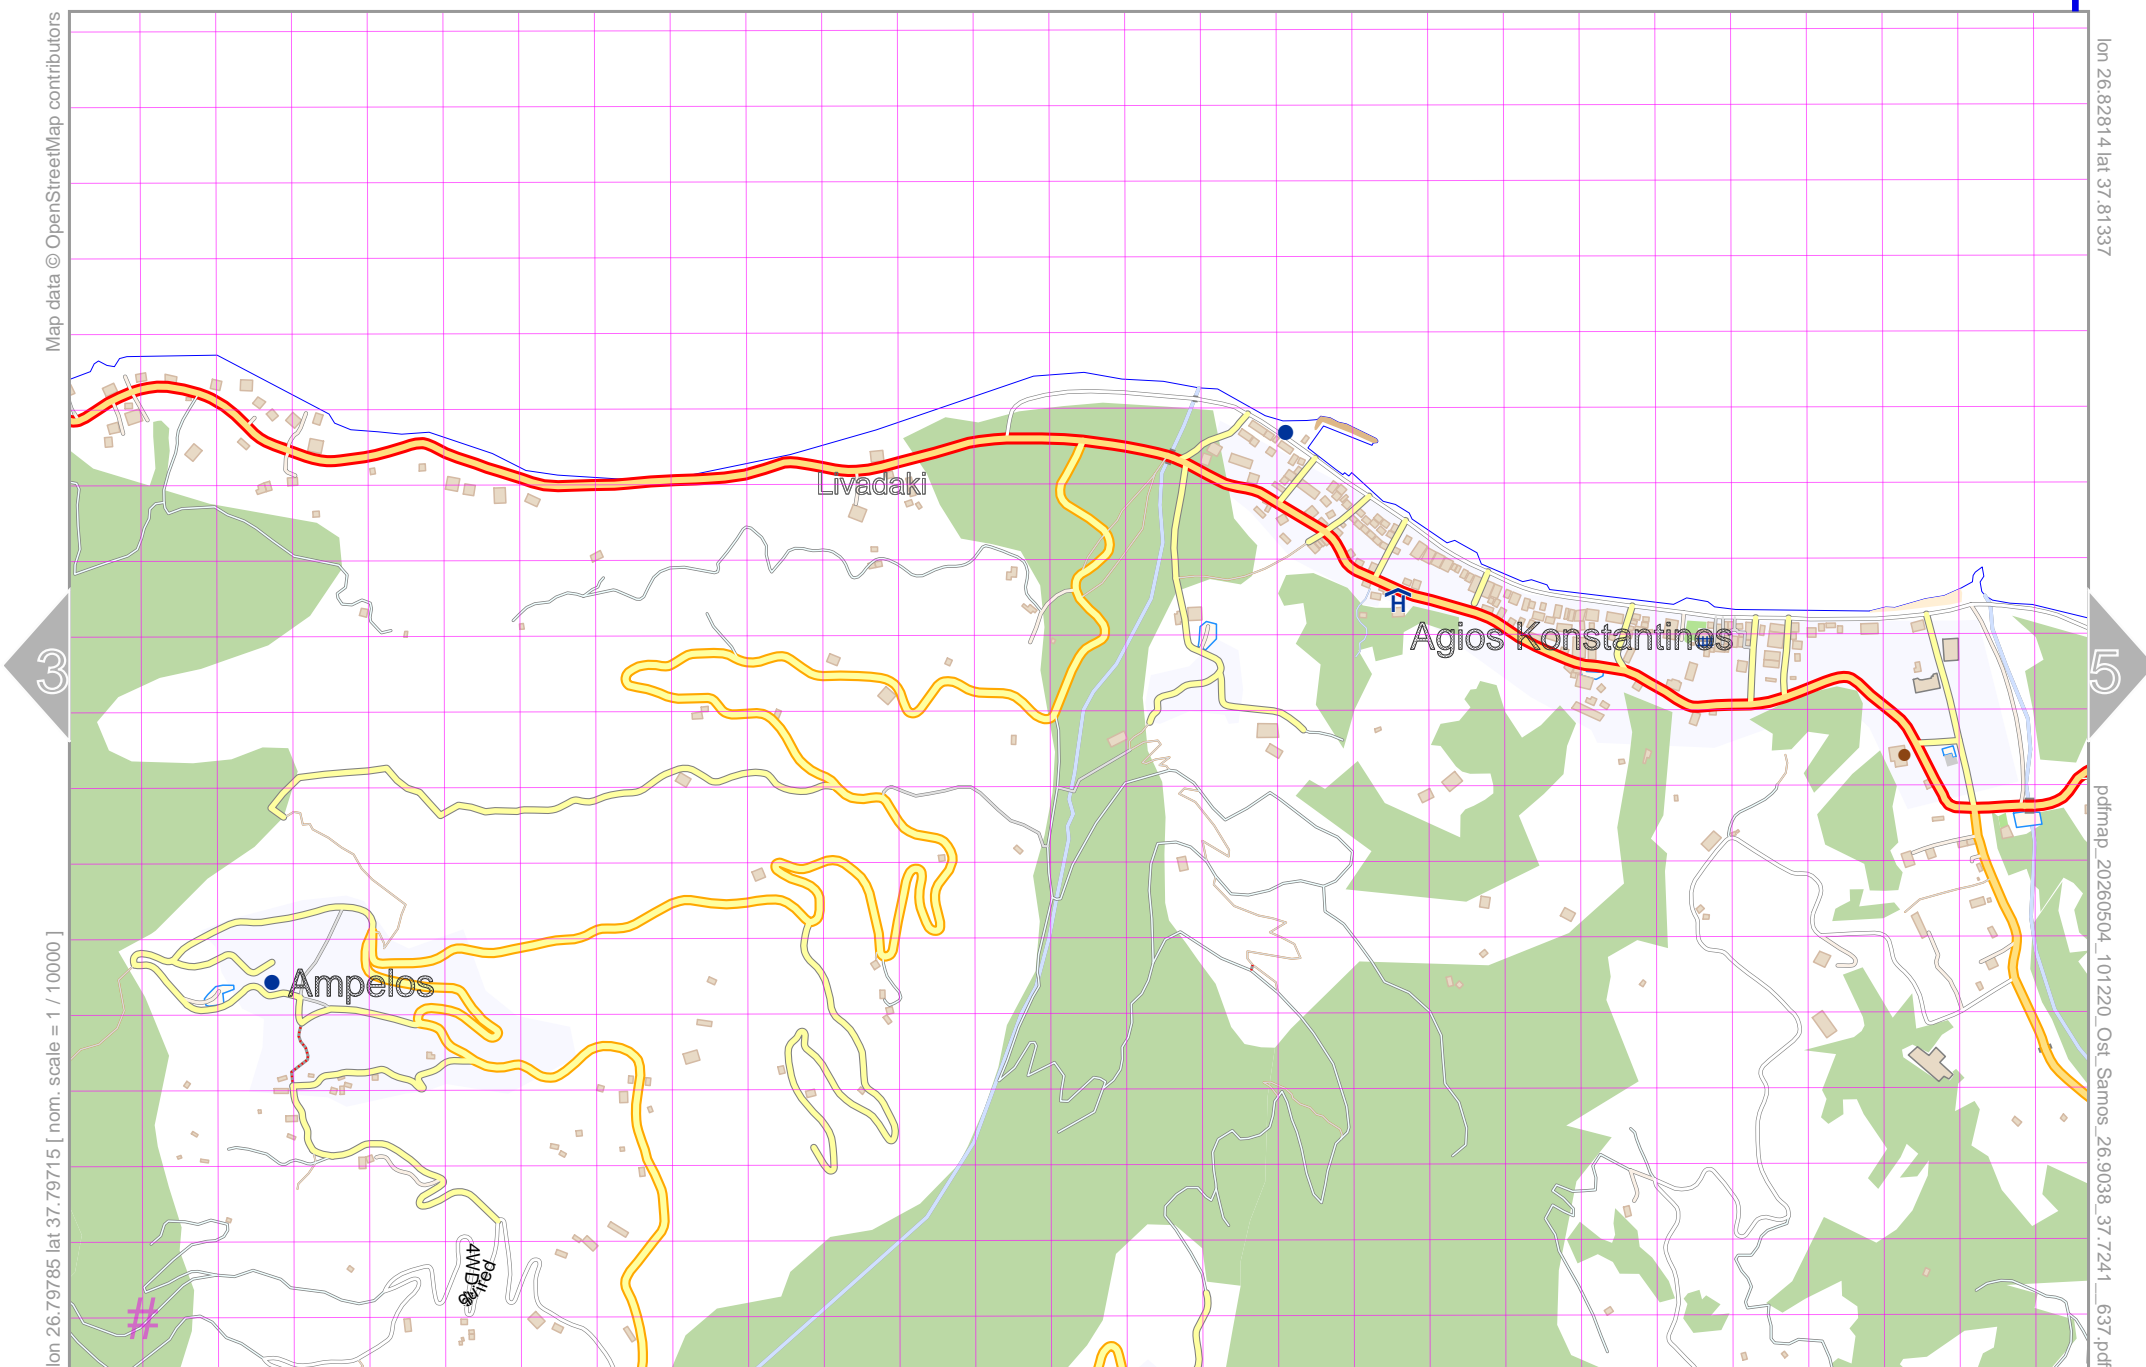 Map data © OpenStreetMap contributors
lon 26.82814 lat 37.81337
Livadaki
H
Agios Konstantinos
3
5
Ampelos
4WD
lon 26.79785 lat 37.79715 [ nom. scale = 1 / 10000 ]
pdfmap_20260504_101220_Ost_Samos_26.9038_37.7241__637.pdf
#